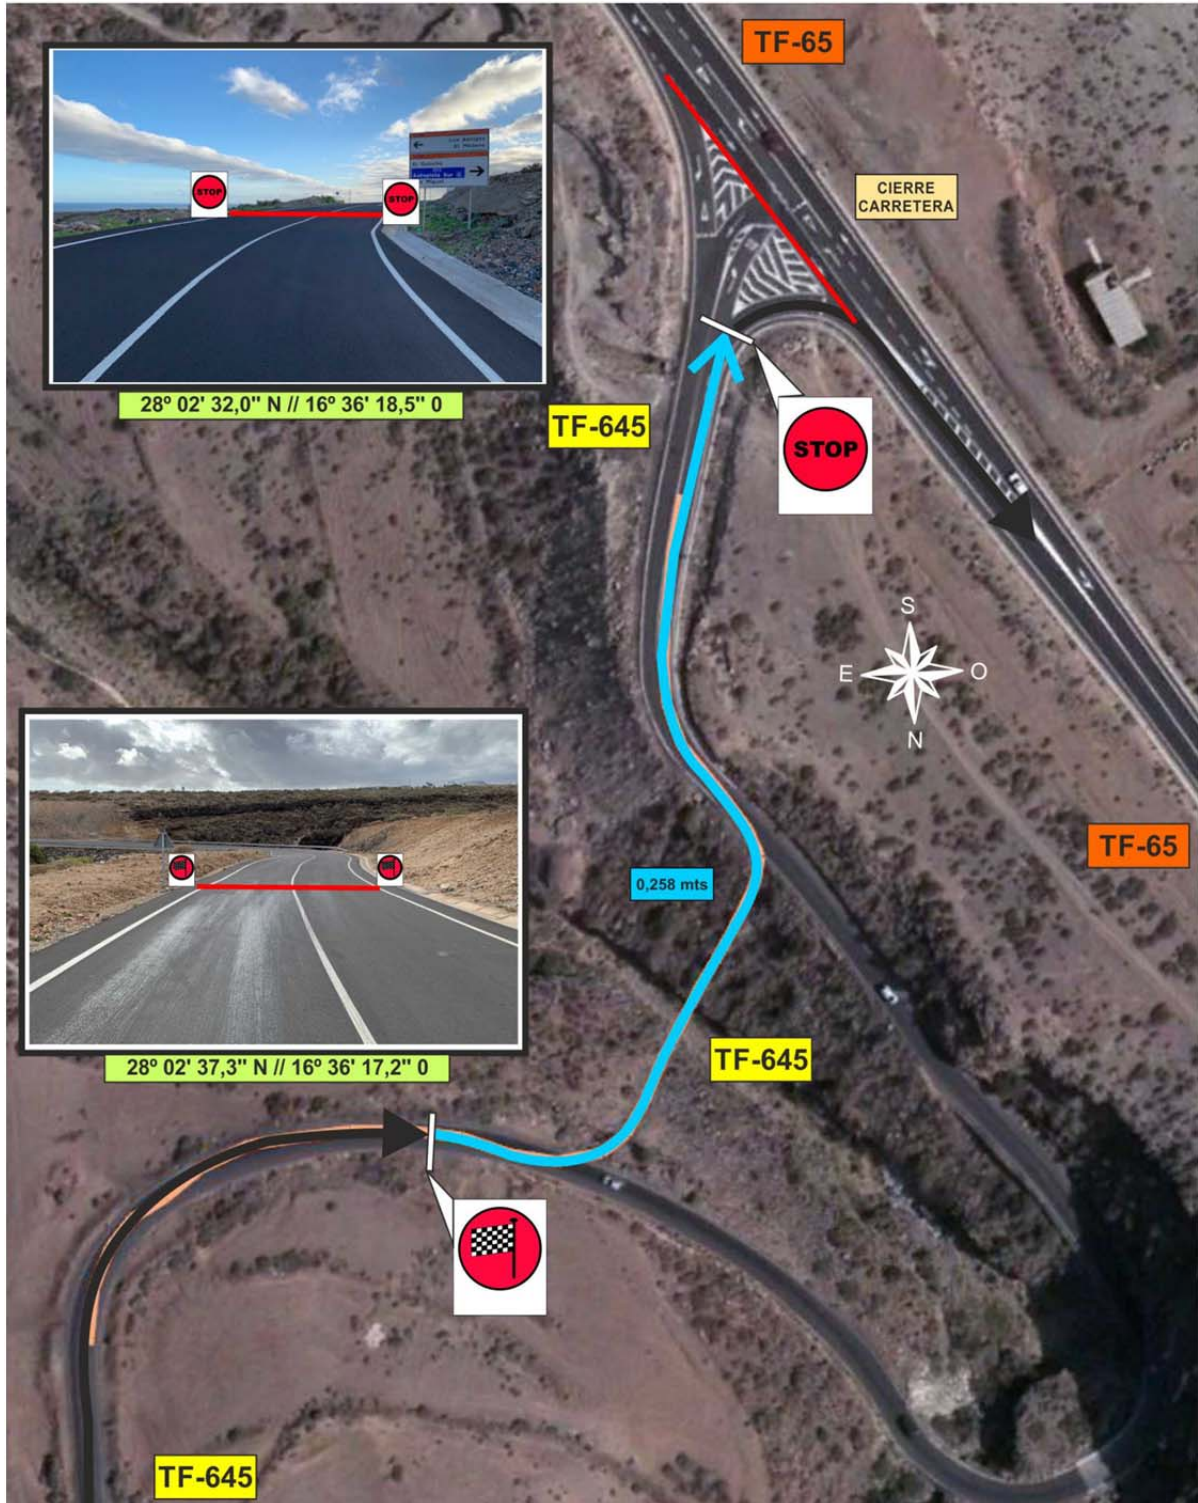 TF-65
STOP
STOP
CIERRE
CARRETERA
28º 02' 32,0" N // 16º 36' 18,5" 0
TF-645
STOP
S
E
O
N
TF-65
0,258 mts
TF-645
28º 02' 37,3" N // 16º 36' 17,2" 0
TF-645